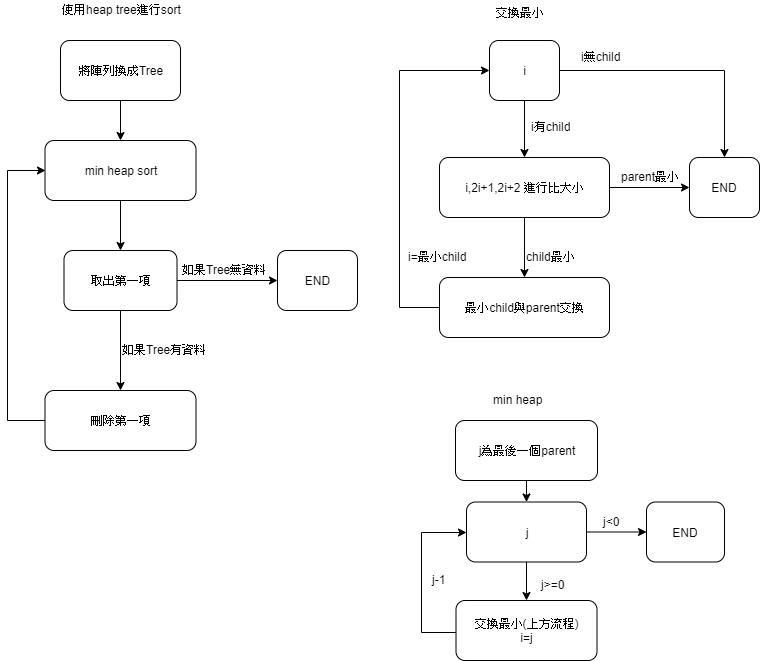 使用heap tree進行sort
將陣列換成Tree
min heap sort
取出第一項
如果Tree無資料
END
如果Tree有資料
刪除第一項
交換最小
i
i無child
i有child
i,2i+1,2i+2 進行比大小
parent最小
END
i=最小child
child最小
最小child與parent交換
min heap
j為最後一個parent
j
j<0
END
j-1
j>=0
交換最小(上方流程)
i=j